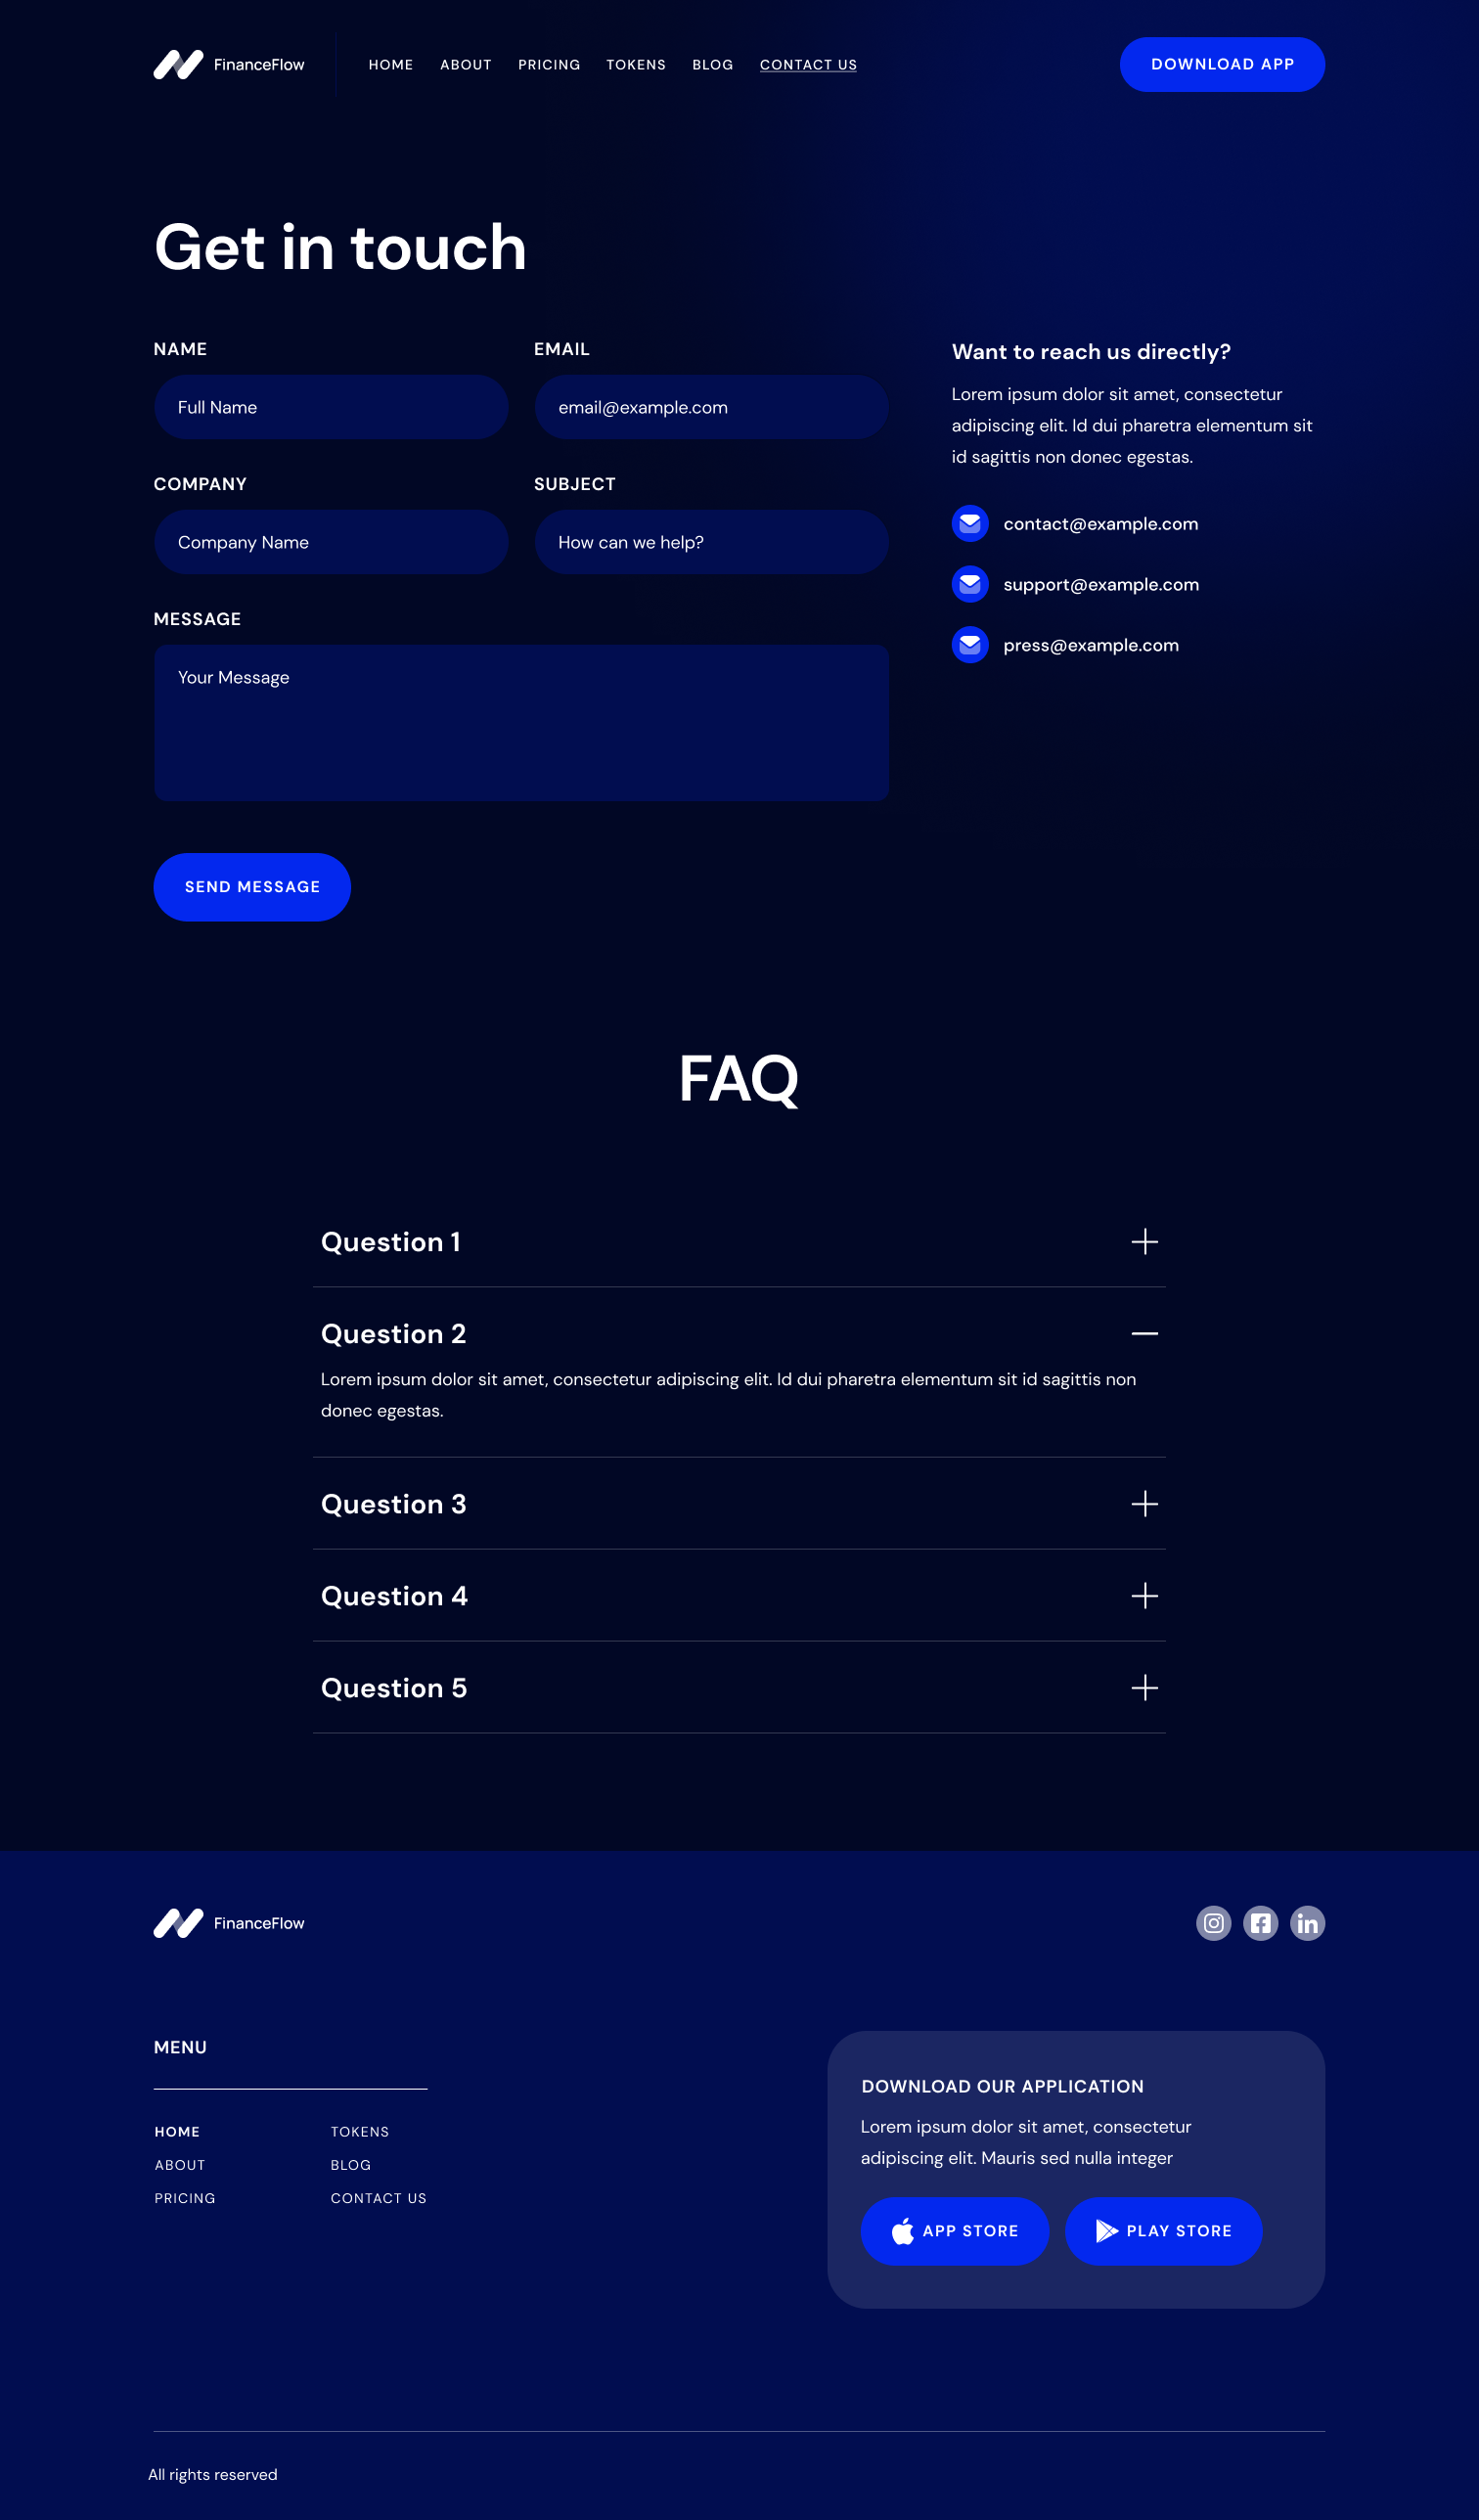 FinanceFlow
HOME ABOUT PRICING TOKENS BLOG CONTACT US
DOWNLOAD APP
Get in touch
NAME
Full Name
EMAIL
email@example.com
COMPANY
Company Name
SUBJECT
How can we help?
MESSAGE
Your Message
SEND MESSAGE
Want to reach us directly?
Lorem ipsum dolor sit amet, consectetur
adipiscing elit. Id dui pharetra elementum sit
id sagittis non donec egestas.
contact@example.com
support@example.com
press@example.com
FAQ
Question 1
Question 2
Lorem ipsum dolor sit amet, consectetur adipiscing elit. Id dui pharetra elementum sit id sagittis non
donec egestas.
Question 3
Question 4
Question 5
FinanceFlow
MENU
HOME
ABOUT
PRICING
TOKENS
BLOG
CONTACT US
DOWNLOAD OUR APPLICATION
Lorem ipsum dolor sit amet, consectetur
adipiscing elit. Mauris sed nulla integer
APP STORE
PLAY STORE
All rights reserved